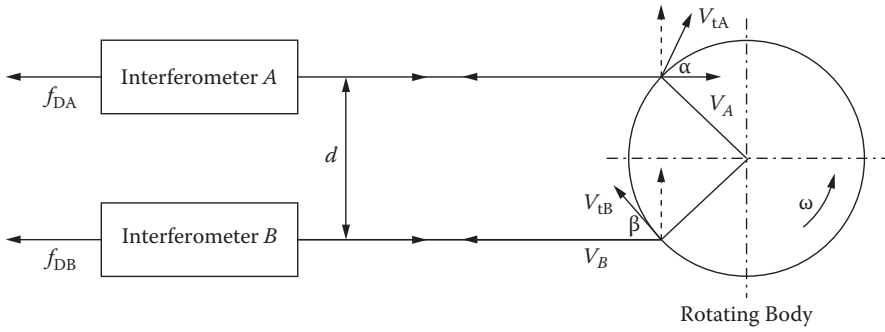 V_tA
Interferometer A
α
f_DA
V_A
d
V_tB
ω
Interferometer B
β
f_DB
V_B
Rotating Body